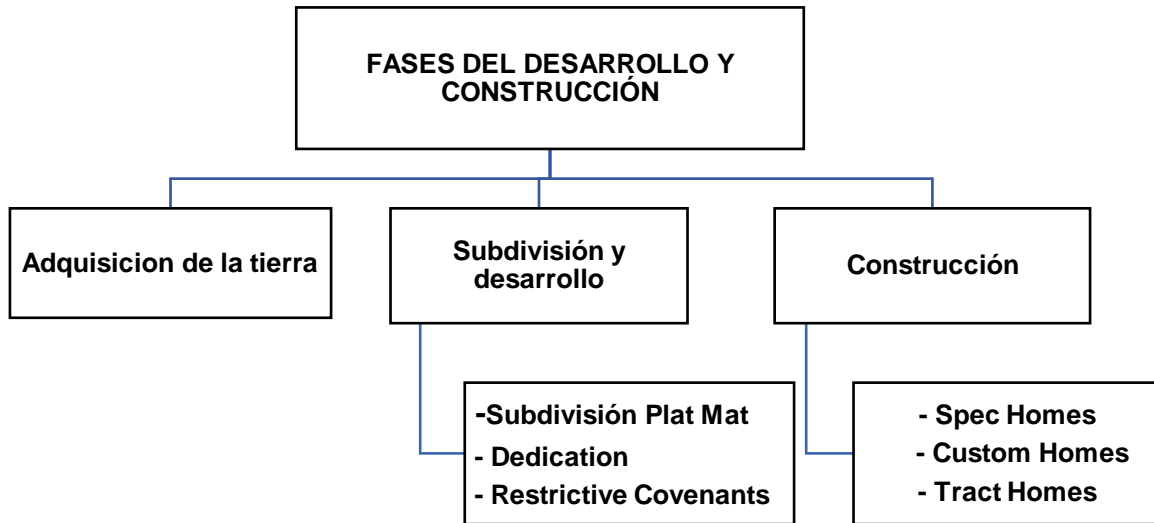 FASES DEL DESARROLLO Y
CONSTRUCCIÓN
Adquisicion de la tierra
Subdivisión y
desarrollo
Construcción
-Subdivisión Plat Mat
- Dedication
- Restrictive Covenants
- Spec Homes
- Custom Homes
- Tract Homes